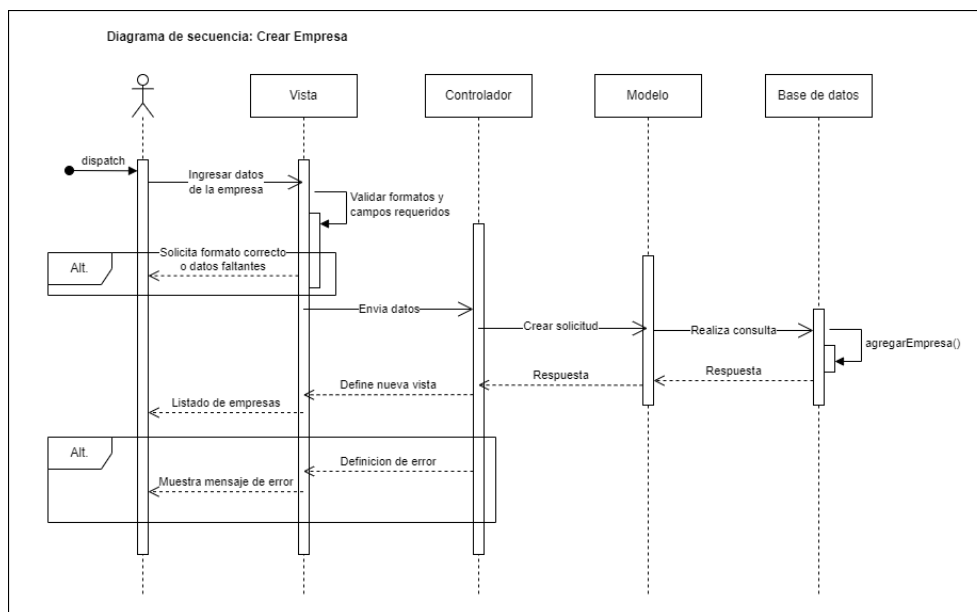 Diagrama de secuencia: Crear Empresa
Vista
Controlador
Modelo
Base de datos
dispatch
Ingresar datos
de la empresa
Validar formatos y
campos requeridos
Alt.
Solicita formato correcto
o datos faltantes
Envia datos
Crear solicitud
Realiza consulta
agregarEmpresa()
Respuesta
Respuesta
Define nueva vista
Listado de empresas
Alt.
Definicion de error
Muestra mensaje de error